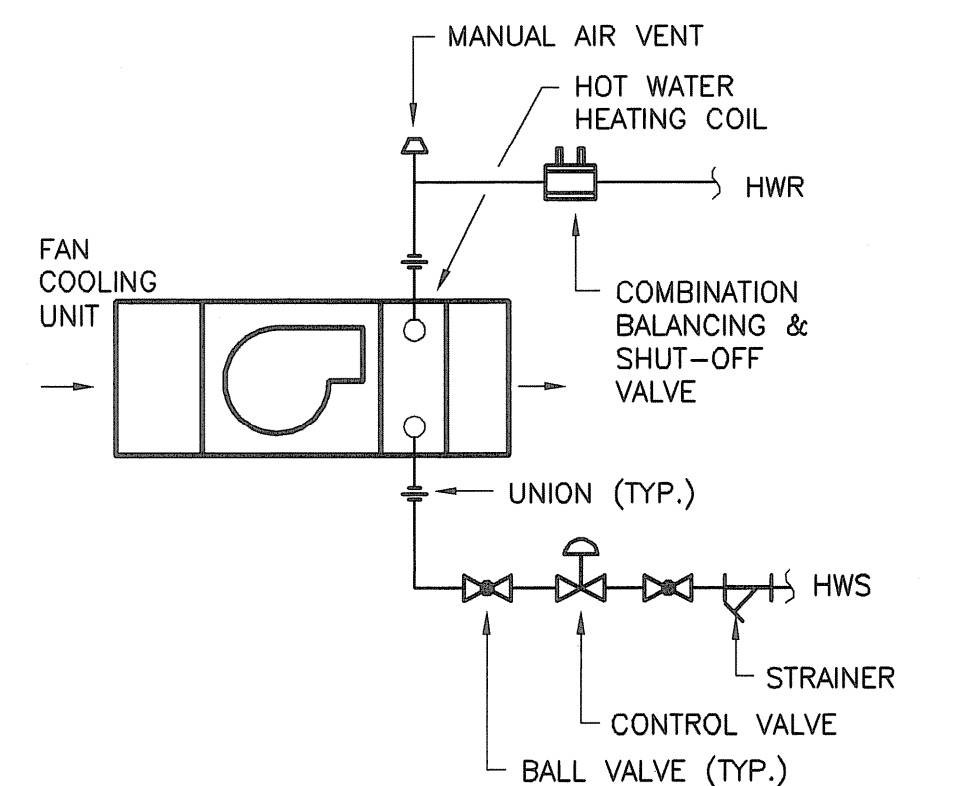 MANUAL AIR VENT
HOT WATER
HEATING COIL
HWR
FAN
COOLING
UNIT
COMBINATION
BALANCING &
SHUT-OFF
VALVE
UNION (TYP.)
HWS
STRAINER
CONTROL VALVE
BALL VALVE (TYP.)